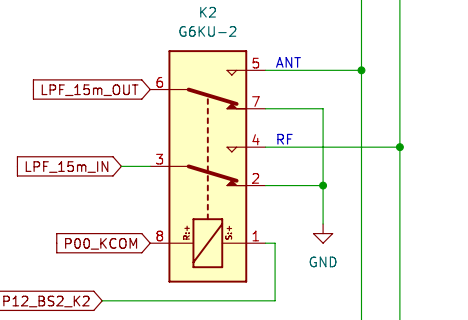 K2
G6KU-2
5 ANT
LPF_15m_OUT 6
7
4 RF
LPF_15m_IN 3
2
R:+ S:+
P00_KCOM 8 1
GND
P12_BS2_K2